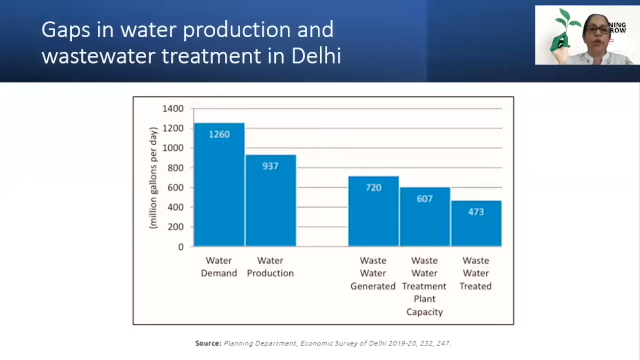 Gaps in water production and
wastewater treatment in Delhi
NING
ROW
1400
1200
1000
800
600
400
200
0
(million gallons per day)
1260
937
720
607
473
Water
Demand
Water
Production
Waste
Water
Generated
Waste
Water
Treatment
Plant
Capacity
Waste
Water
Treated
Source: Planning Department, Economic Survey of Delhi 2019-20, 232, 247.